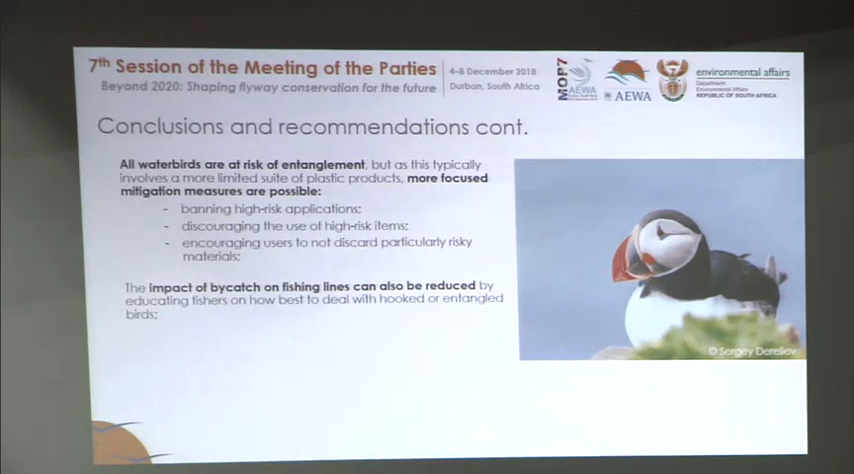 7th Session of the Meeting of the Parties
Beyond 2020: Shaping flyway conservation for the future
4-8 December 2018
Durban, South Africa
MOP7
AEWA
AEWA
environmental affairs
Department:
Environmental Affairs
REPUBLIC OF SOUTH AFRICA
Conclusions and recommendations cont.
All waterbirds are at risk of entanglement, but as this typically
involves a more limited suite of plastic products, more focused
mitigation measures are possible:
- banning high-risk applications;
- discouraging the use of high-risk items;
- encouraging users to not discard particularly risky
materials;
The impact of bycatch on fishing lines can also be reduced by
educating fishers on how best to deal with hooked or entangled
birds;
© Sergey Dereliev